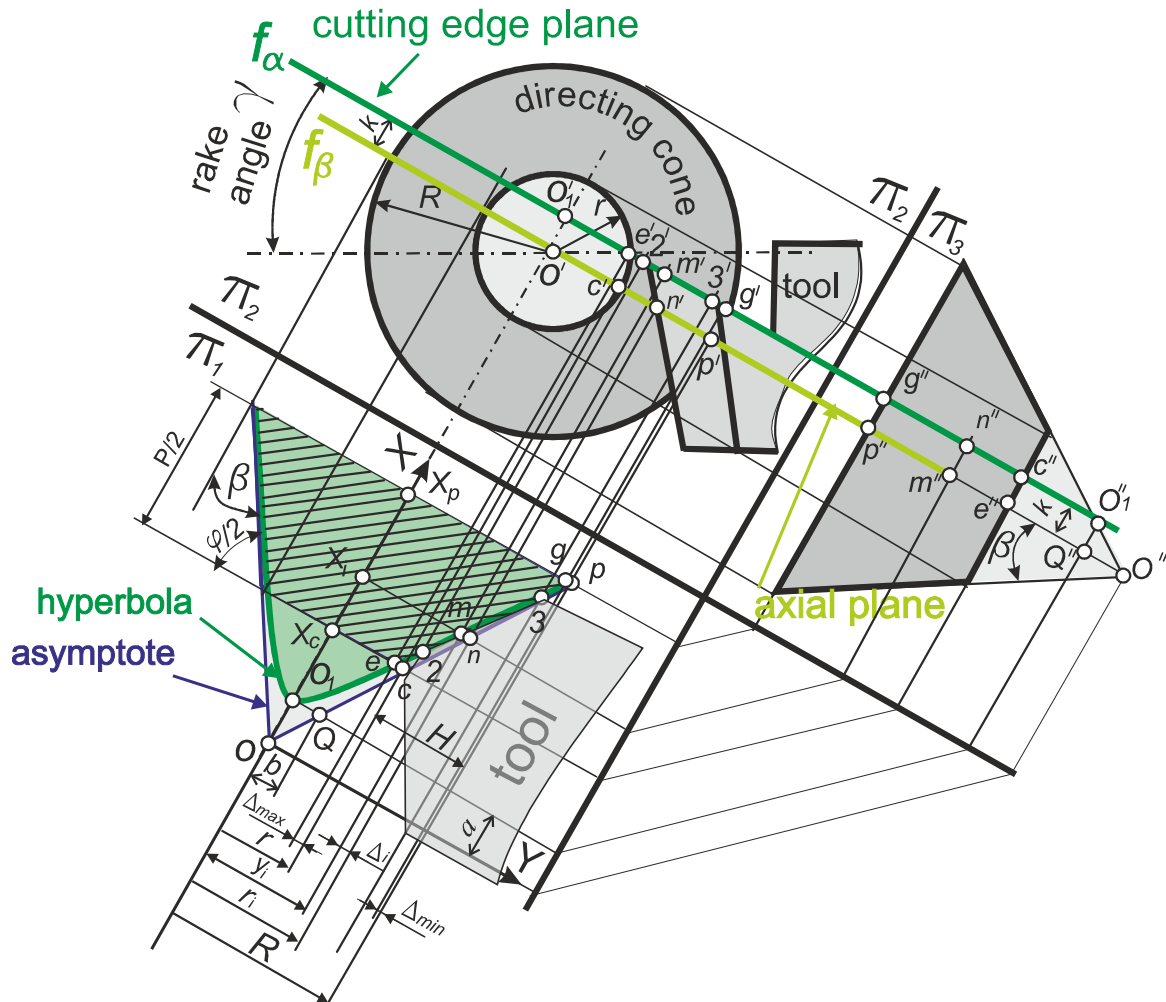 cutting edge plane
fα
fβ
rake
angle γ
k
directing cone
R
r
O'₁
O'
e'
2'
m'
3'
g'
c'
n'
p'
tool
π₂
π₃
π₂
π₁
g''
n''
p''
m''
c''
e''
k
O''₁
β
Q''
O''
axial plane
P/2
β
φ/2
X
Xp
Xi
Xc
g
p
3
m
n
2
e
c
hyperbola
asymptote
O₁
Q
O
b
H
tool
a
Y
Δmax
r
Δi
yi
ri
Δmin
R